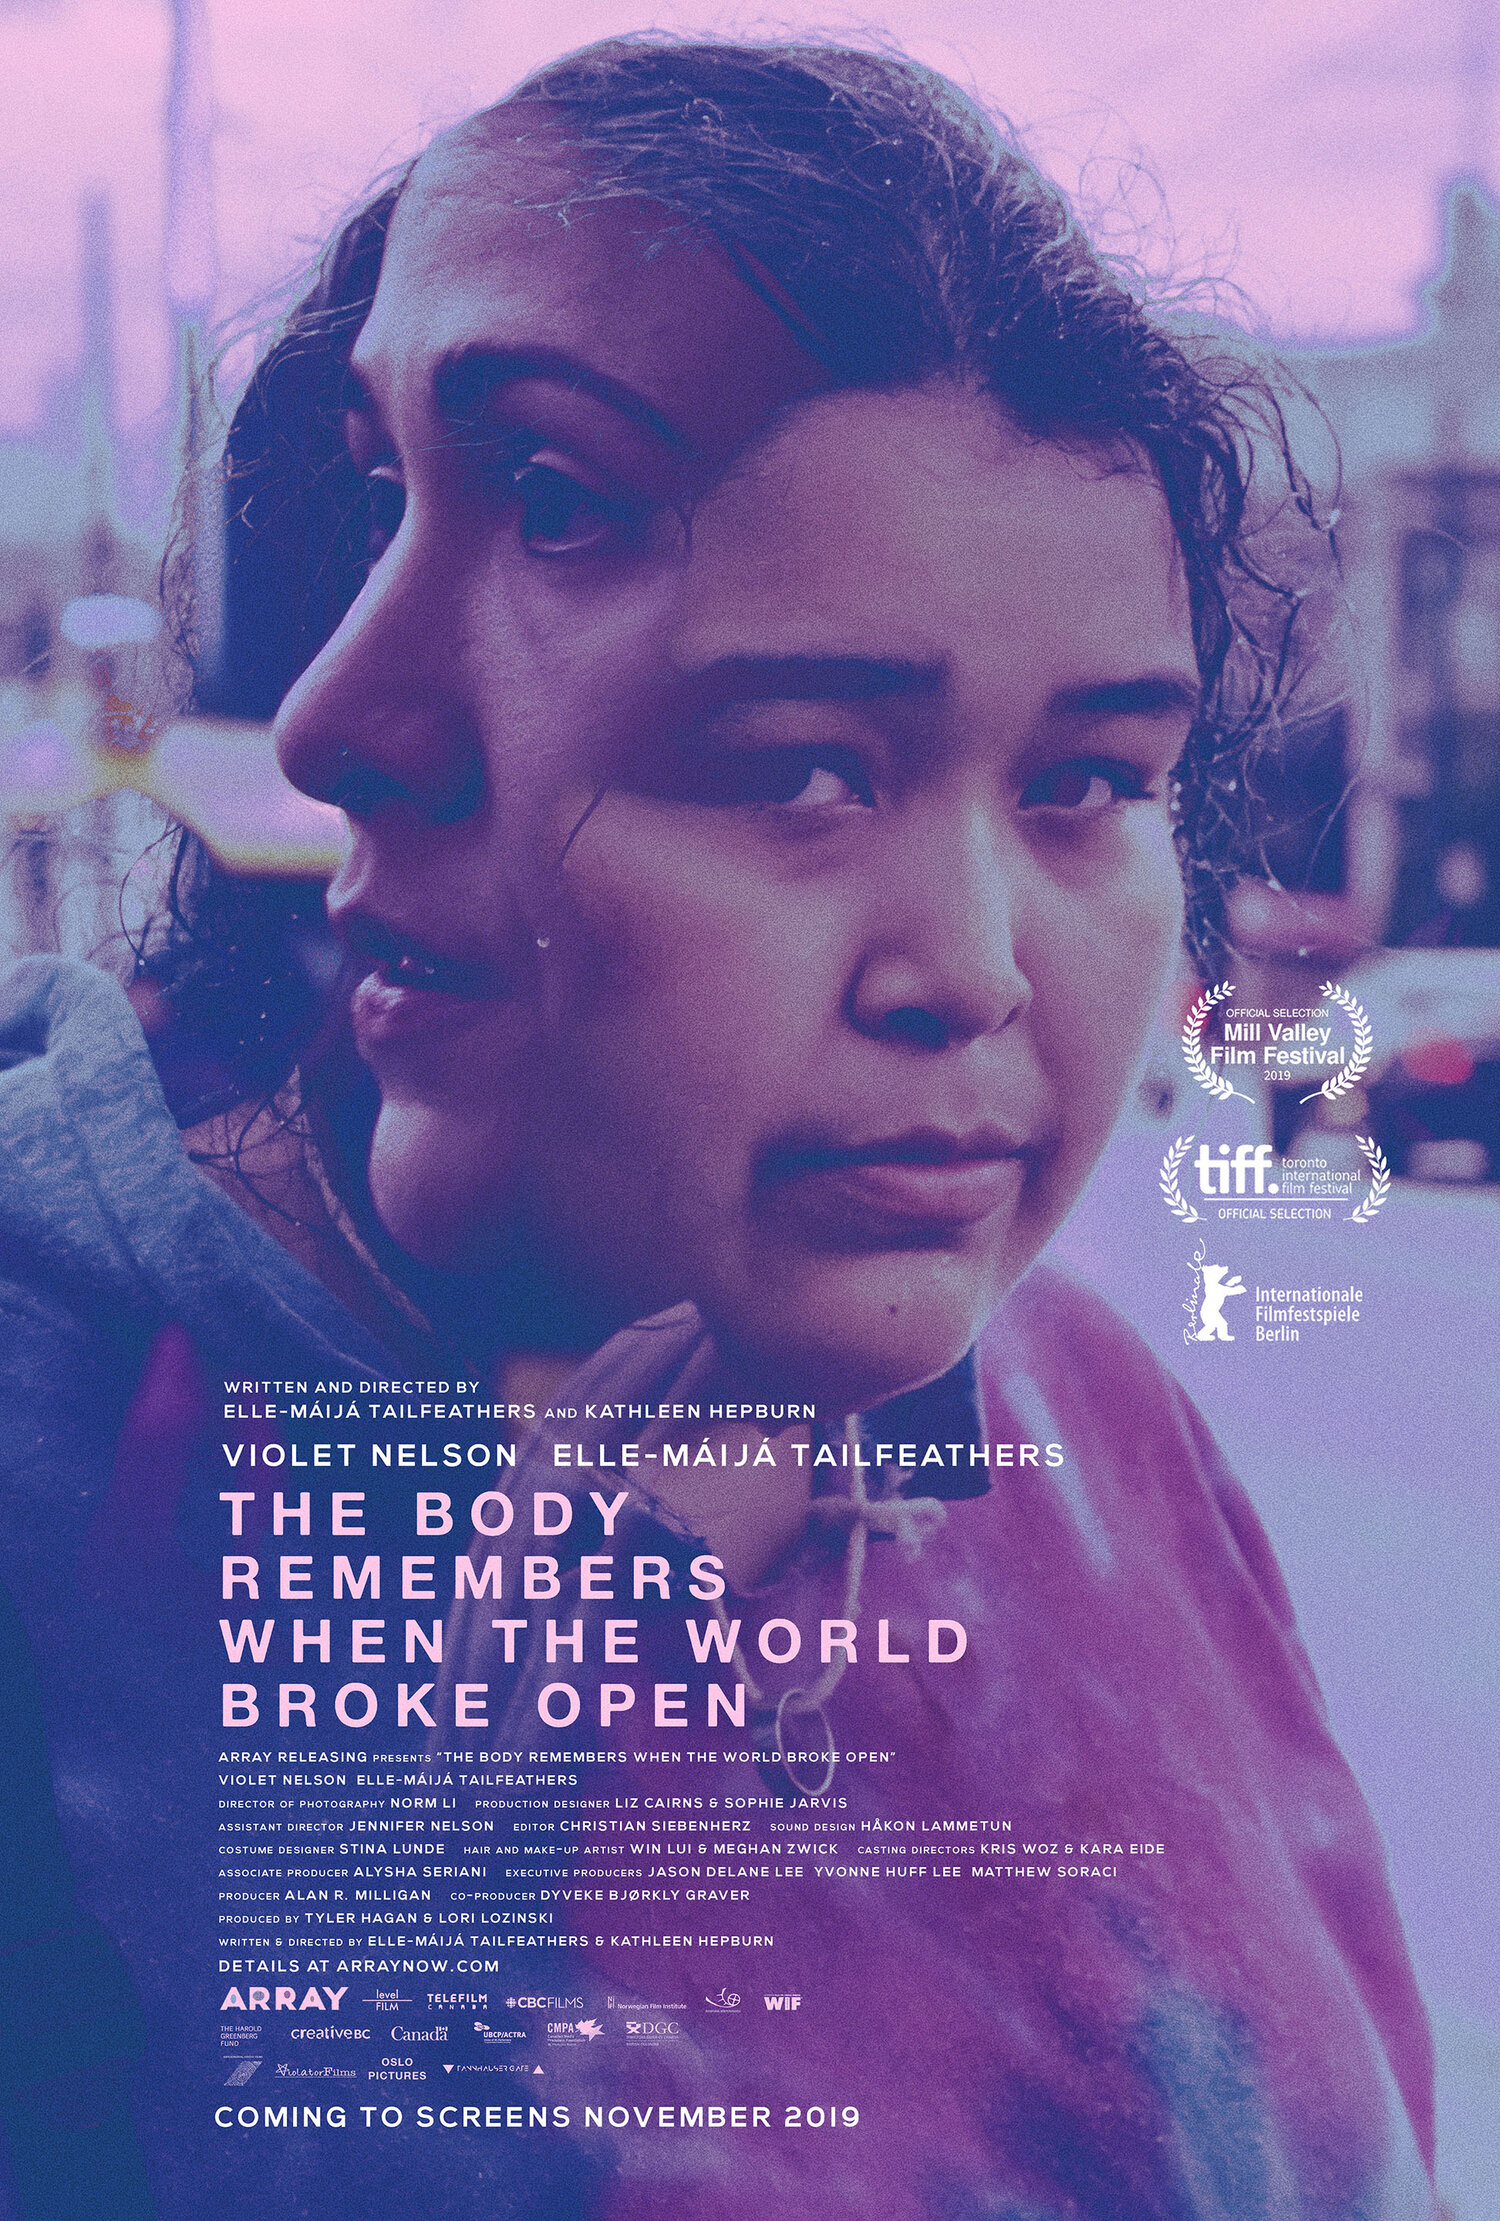 OFFICIAL SELECTION
Mill Valley
Film Festival
2019
tiff. toronto
international
film festival
OFFICIAL SELECTION
Berlinale
Internationale
Filmfestspiele
Berlin
WRITTEN AND DIRECTED BY
ELLE-MÁIJÁ TAILFEATHERS AND KATHLEEN HEPBURN
VIOLET NELSON ELLE-MÁIJÁ TAILFEATHERS
THE BODY
REMEMBERS
WHEN THE WORLD
BROKE OPEN
ARRAY RELEASING PRESENTS "THE BODY REMEMBERS WHEN THE WORLD BROKE OPEN"
VIOLET NELSON ELLE-MÁIJÁ TAILFEATHERS
DIRECTOR OF PHOTOGRAPHY NORM LI PRODUCTION DESIGNER LIZ CAIRNS & SOPHIE JARVIS
ASSISTANT DIRECTOR JENNIFER NELSON EDITOR CHRISTIAN SIEBENHERZ SOUND DESIGN HÅKON LAMMETUN
COSTUME DESIGNER STINA LUNDE HAIR AND MAKE-UP ARTIST WIN LUI & MEGHAN ZWICK CASTING DIRECTORS KRIS WOZ & KARA EIDE
ASSOCIATE PRODUCER ALYSHA SERIANI EXECUTIVE PRODUCERS JASON DELANE LEE YVONNE HUFF LEE MATTHEW SORACI
PRODUCER ALAN R. MILLIGAN CO-PRODUCER DYVEKE BJØRKLY GRAVER
PRODUCED BY TYLER HAGAN & LORI LOZINSKI
WRITTEN & DIRECTED BY ELLE-MÁIJÁ TAILFEATHERS & KATHLEEN HEPBURN
DETAILS AT ARRAYNOW.COM
ARRAY level FILM TELEFILM CANADA CBCFILMS Norwegian Film Institute WIF
THE HAROLD GREENBERG FUND creativeBC Canada UBCP/ACTRA CMPA DGC
ViolatorFilms OSLO PICTURES TANNHAUSER GATE
COMING TO SCREENS NOVEMBER 2019